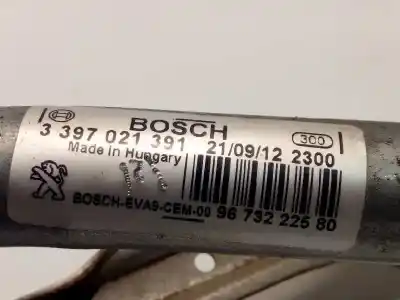 BOSCH
300
3 397 021 391 21/09/12 2300
Made in Hungary
BOSCH-EVA9-CEM-00 96 732 225 80